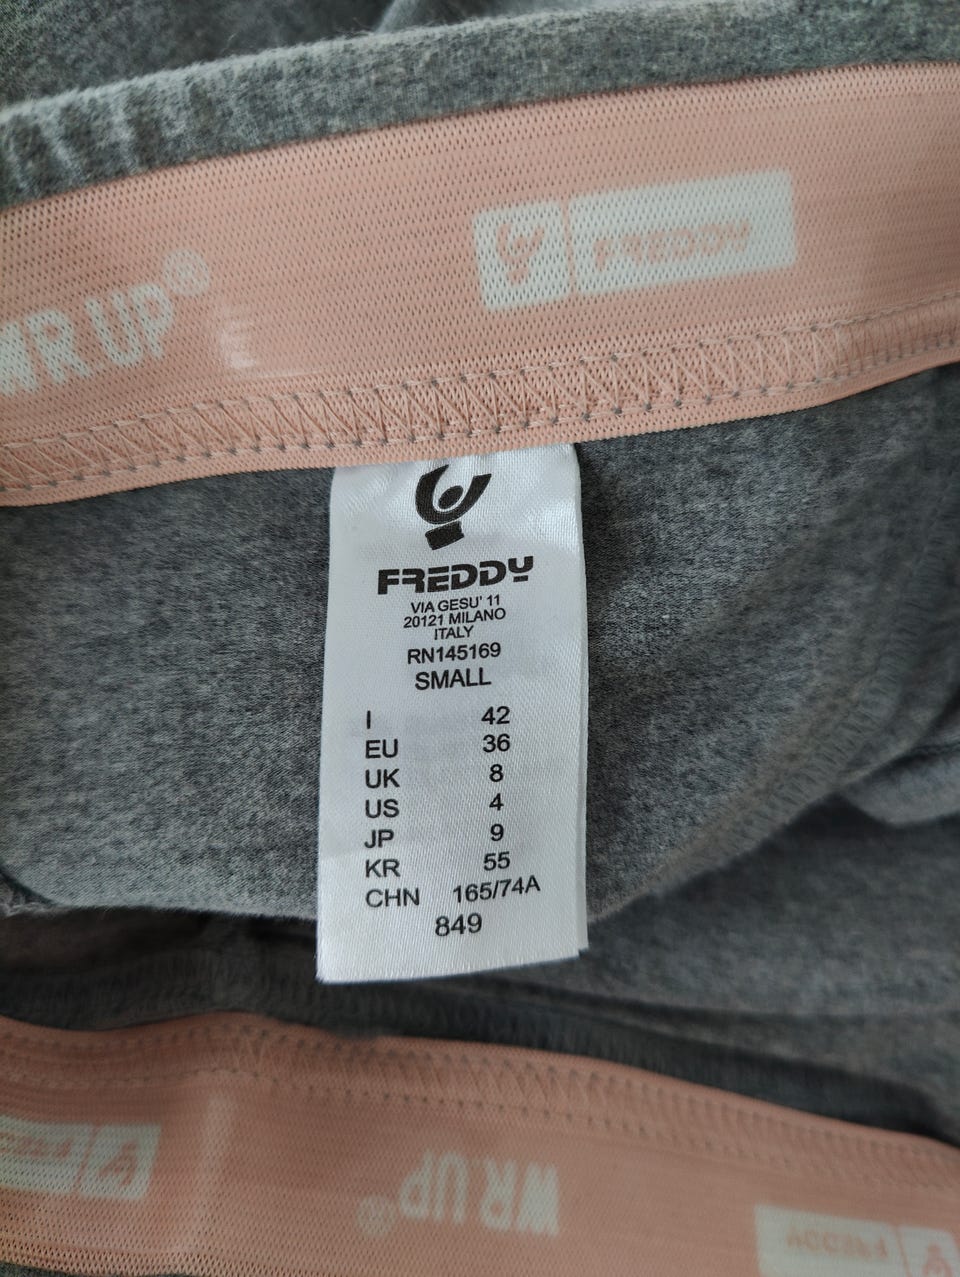 FREDDY
WR UP®
E
FREDDY
VIA GESU' 11
20121 MILANO
ITALY
RN145169
SMALL
I 42
EU 36
UK 8
US 4
JP 9
KR 55
CHN 165/74A
849
WR UP®
FREDDY